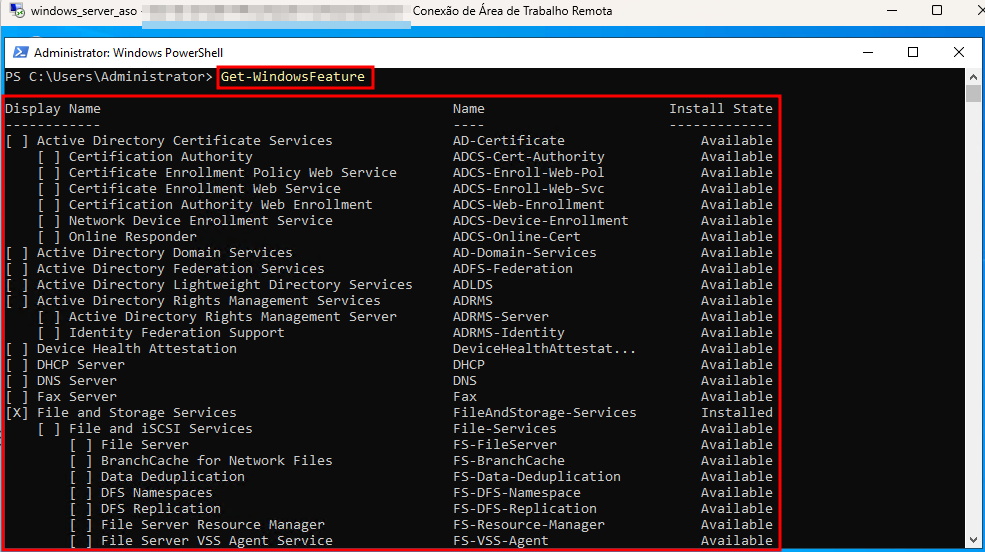 windows_server_aso - Conexão de Área de Trabalho Remota
Administrator: Windows PowerShell
PS C:\Users\Administrator> Get-WindowsFeature
Display Name Name Install State
------------ ---- -------------
[ ] Active Directory Certificate Services AD-Certificate Available
[ ] Certification Authority ADCS-Cert-Authority Available
[ ] Certificate Enrollment Policy Web Service ADCS-Enroll-Web-Pol Available
[ ] Certificate Enrollment Web Service ADCS-Enroll-Web-Svc Available
[ ] Certification Authority Web Enrollment ADCS-Web-Enrollment Available
[ ] Network Device Enrollment Service ADCS-Device-Enrollment Available
[ ] Online Responder ADCS-Online-Cert Available
[ ] Active Directory Domain Services AD-Domain-Services Available
[ ] Active Directory Federation Services ADFS-Federation Available
[ ] Active Directory Lightweight Directory Services ADLDS Available
[ ] Active Directory Rights Management Services ADRMS Available
[ ] Active Directory Rights Management Server ADRMS-Server Available
[ ] Identity Federation Support ADRMS-Identity Available
[ ] Device Health Attestation DeviceHealthAttestat... Available
[ ] DHCP Server DHCP Available
[ ] DNS Server DNS Available
[ ] Fax Server Fax Available
[X] File and Storage Services FileAndStorage-Services Installed
[ ] File and iSCSI Services File-Services Available
[ ] File Server FS-FileServer Available
[ ] BranchCache for Network Files FS-BranchCache Available
[ ] Data Deduplication FS-Data-Deduplication Available
[ ] DFS Namespaces FS-DFS-Namespace Available
[ ] DFS Replication FS-DFS-Replication Available
[ ] File Server Resource Manager FS-Resource-Manager Available
[ ] File Server VSS Agent Service FS-VSS-Agent Available